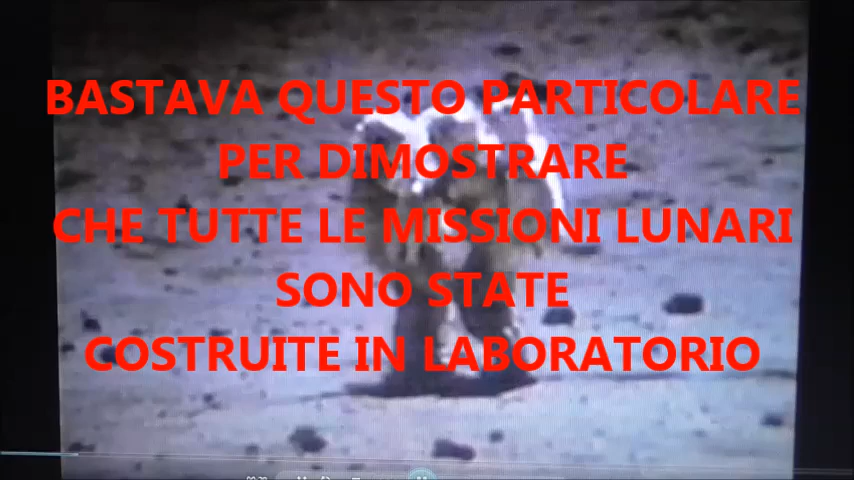 BASTAVA QUESTO PARTICOLARE
PER DIMOSTRARE
CHE TUTTE LE MISSIONI LUNARI
SONO STATE
COSTRUITE IN LABORATORIO